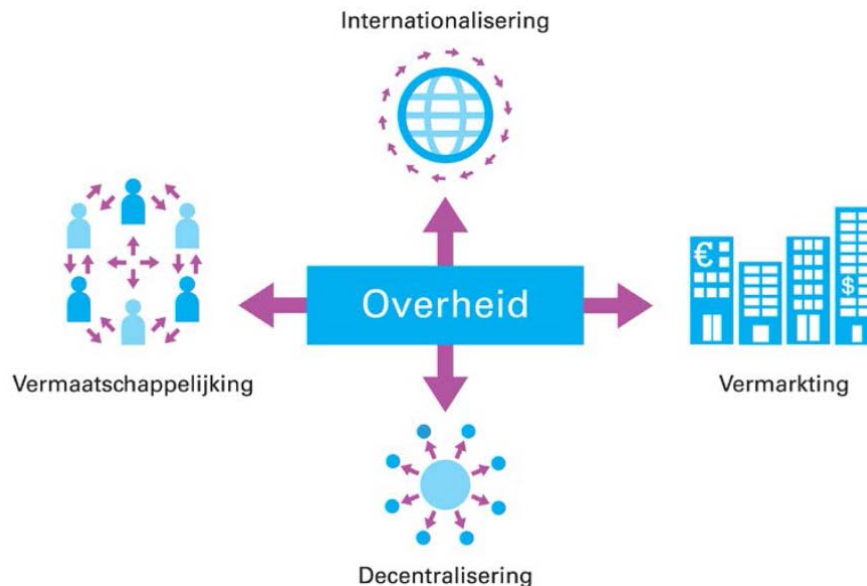 Internationalisering
€
Overheid
$
Vermaatschappelijking
Vermarkting
Decentralisering